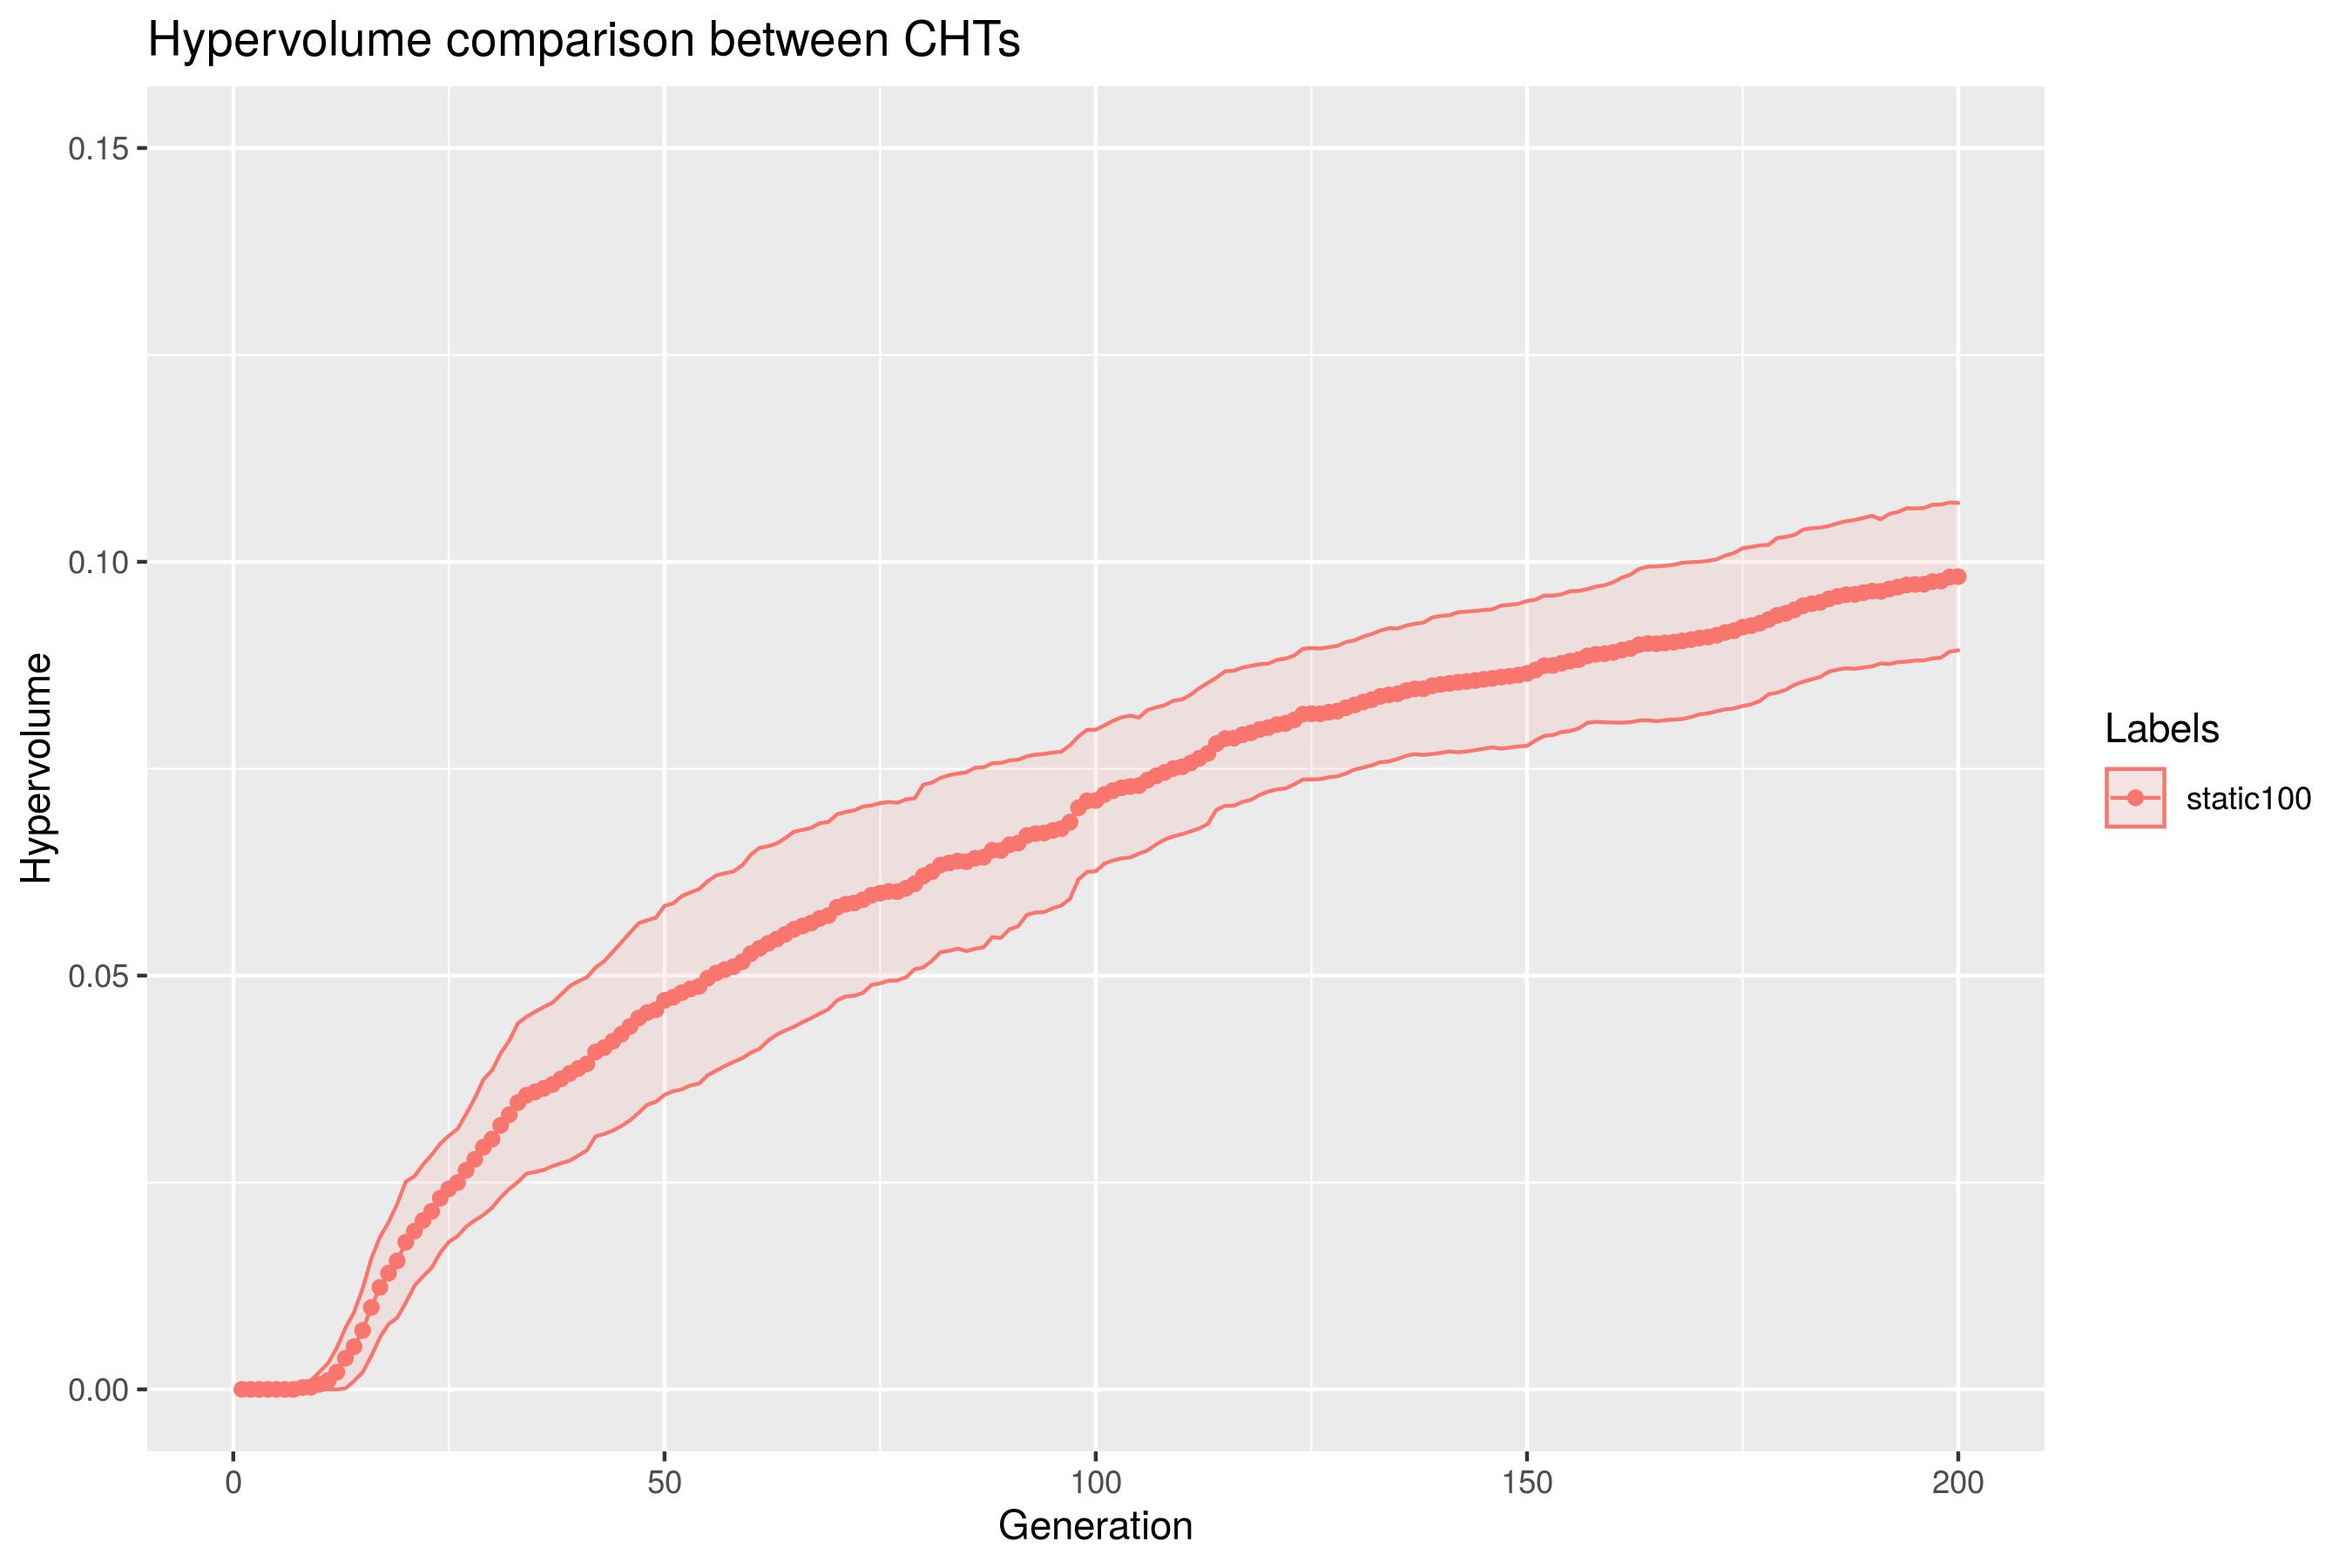 Hypervolume comparison between CHTs
0.15
0.10
0.05
0.00
Hypervolume
0 50 100 150 200
Generation
Labels
static100